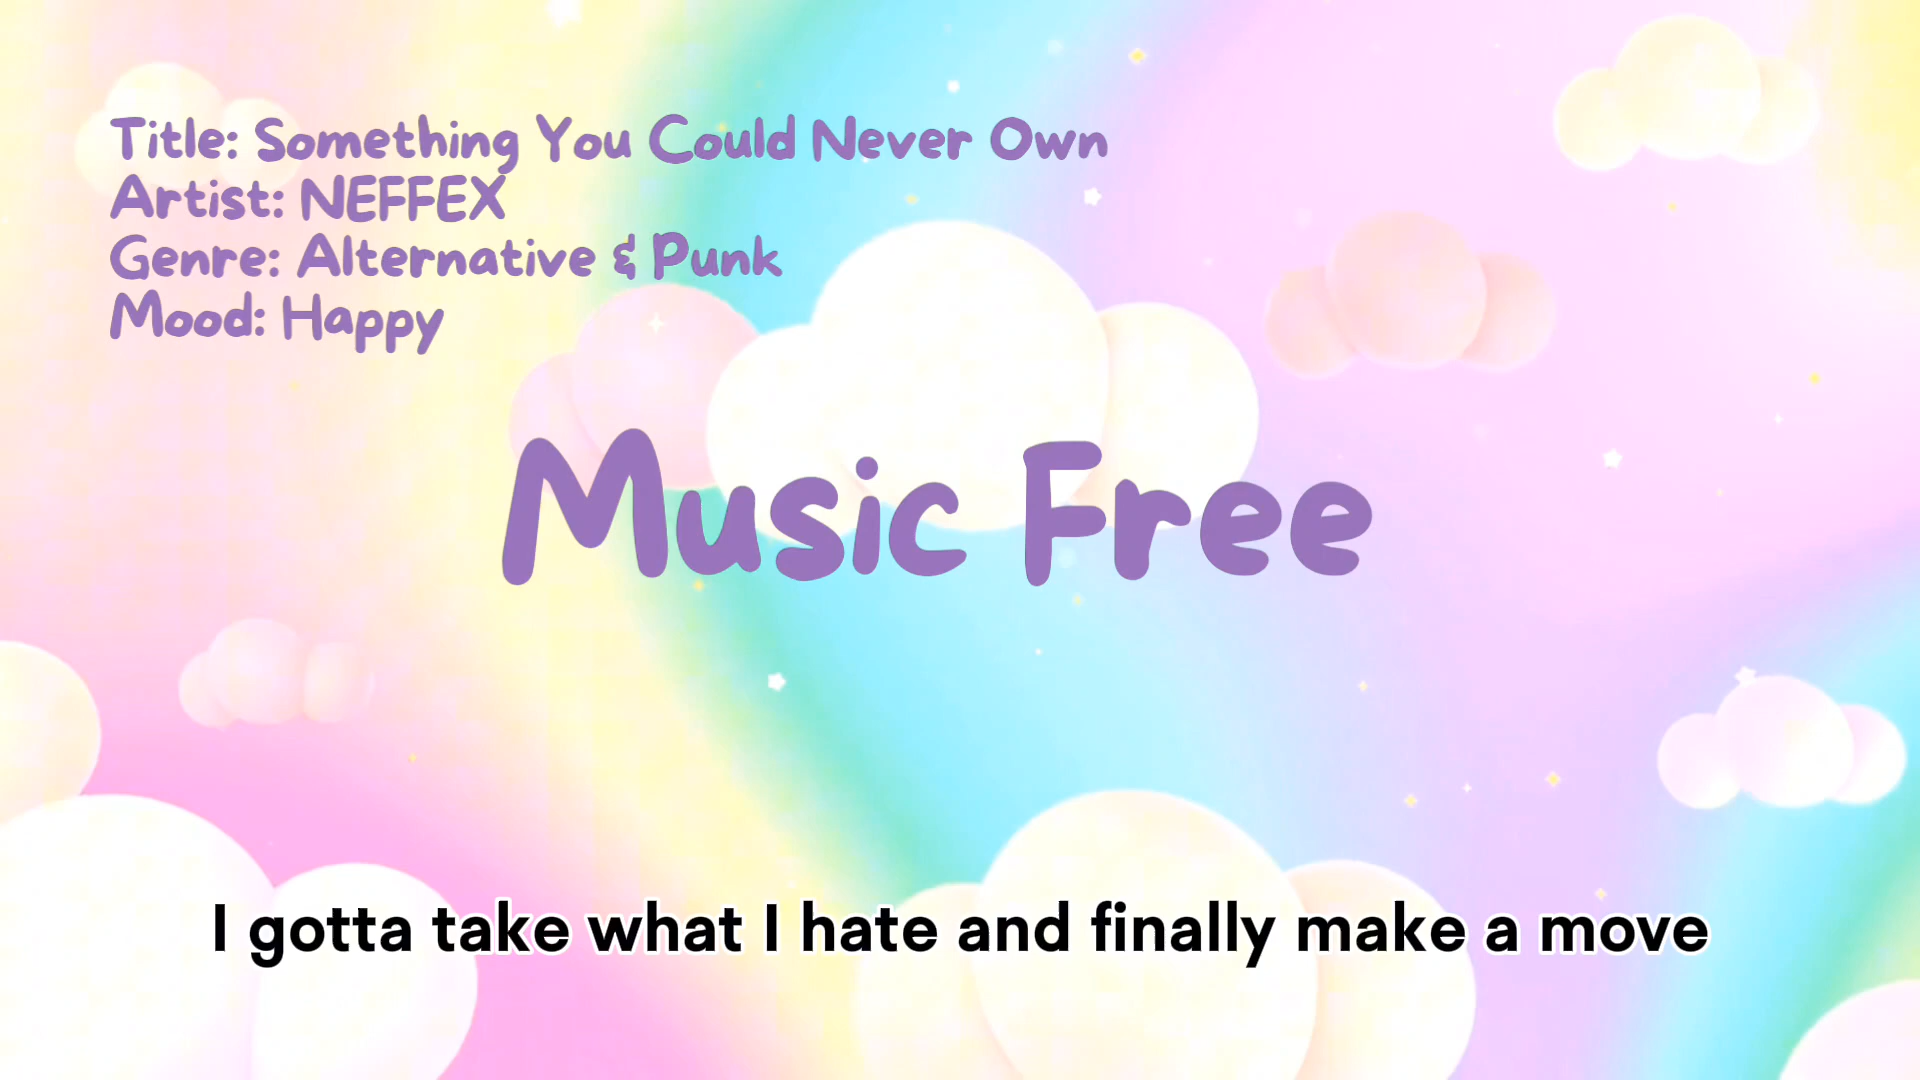 Title: Something You Could Never Own
Artist: NEFFEX
Genre: Alternative & Punk
Mood: Happy
Music Free
I gotta take what I hate and finally make a move